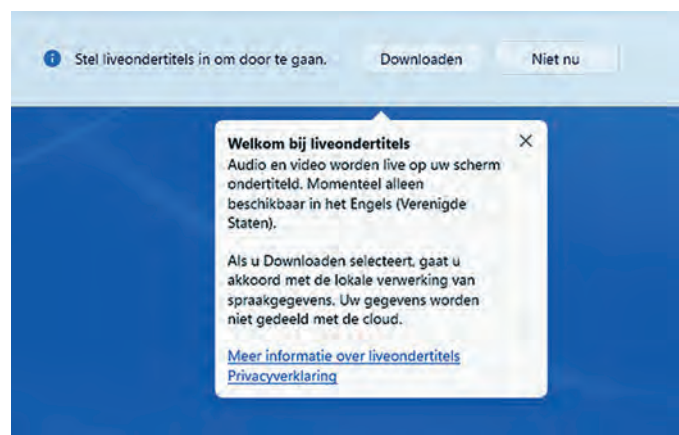 Stel liveondertitels in om door te gaan. Downloaden Niet nu
Welkom bij liveondertitels
Audio en video worden live op uw scherm
ondertiteld. Momenteel alleen
beschikbaar in het Engels (Verenigde
Staten).
Als u Downloaden selecteert, gaat u
akkoord met de lokale verwerking van
spraakgegevens. Uw gegevens worden
niet gedeeld met de cloud.
Meer informatie over liveondertitels
Privacyverklaring